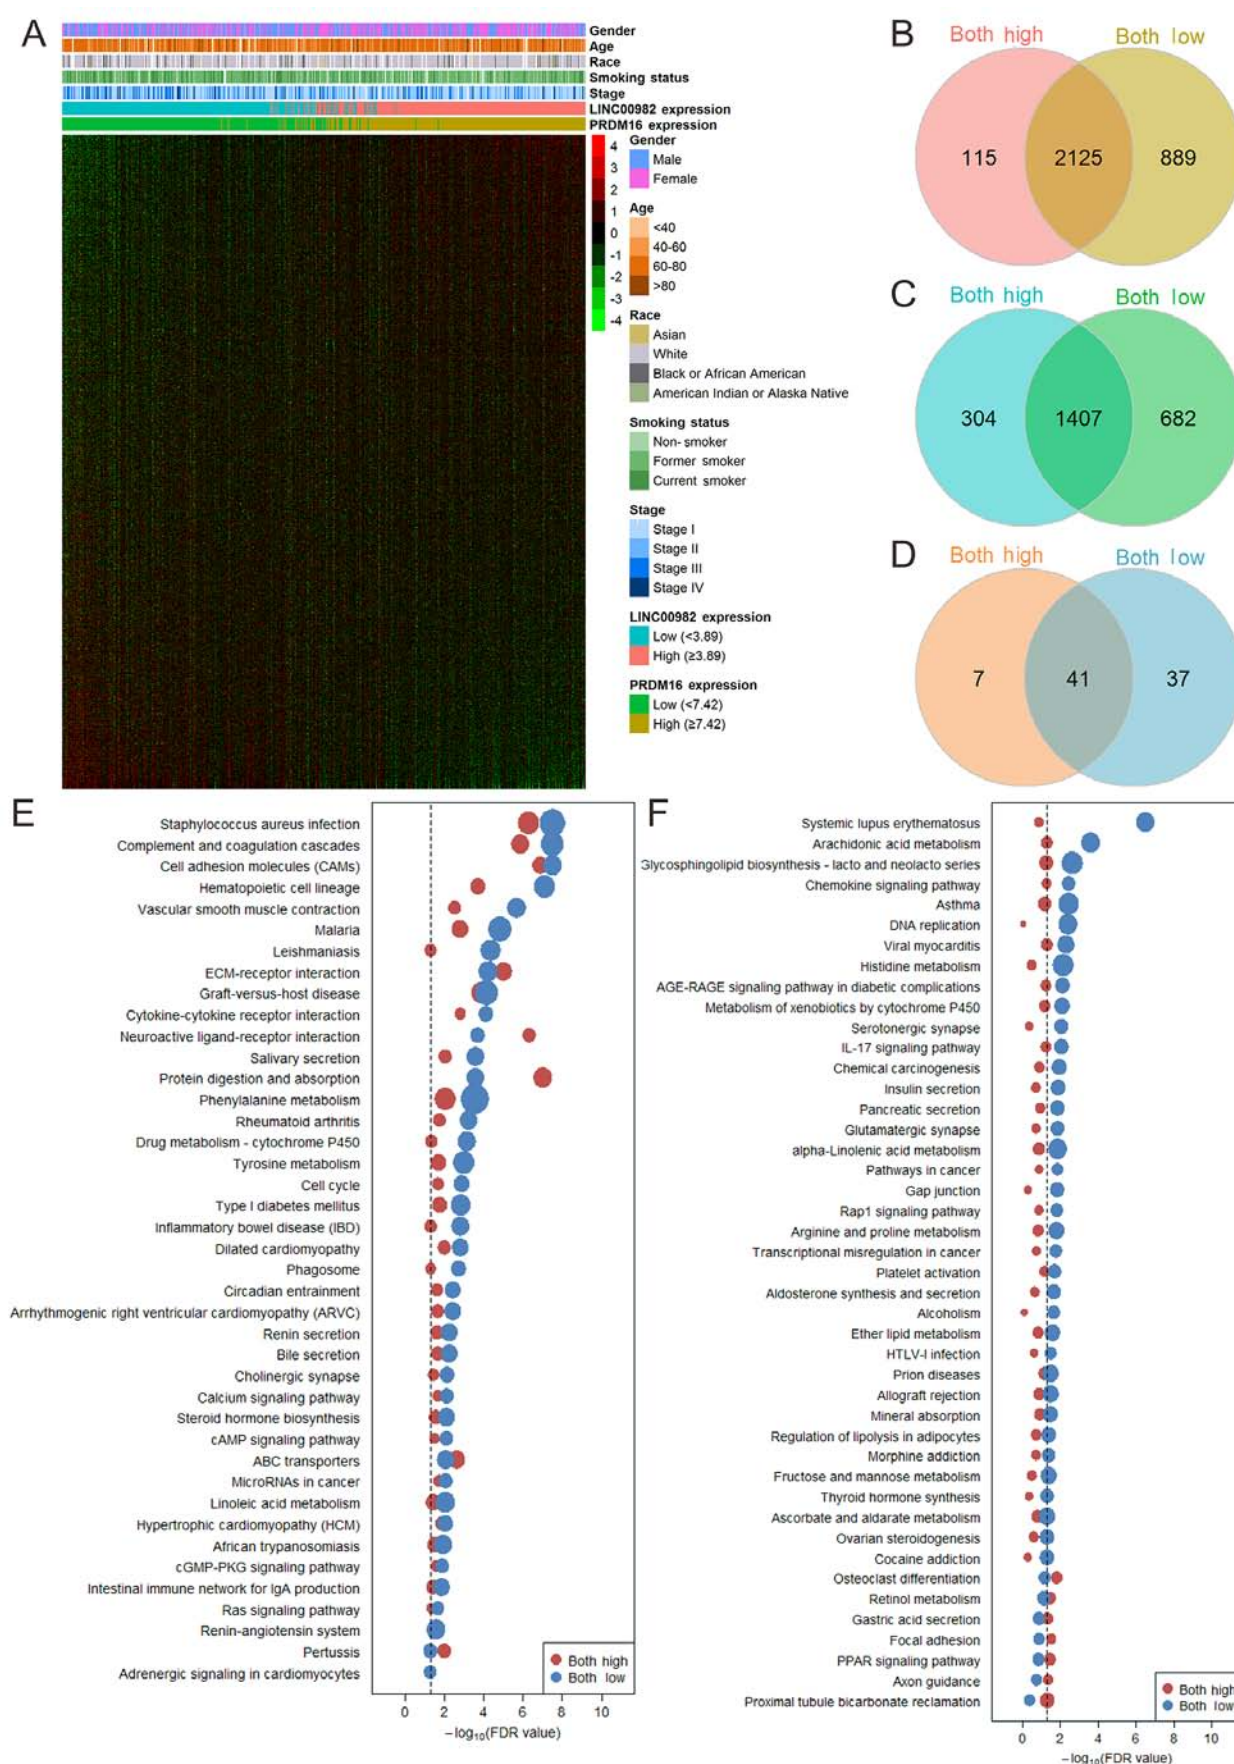 A
Gender
Age
Race
Smoking status
Stage
LINC00982 expression
PRDM16 expression
4
3
2
1
0
-1
-2
-3
-4
Gender
Male
Female
Age
<40
40-60
60-80
>80
Race
Asian
White
Black or African American
American Indian or Alaska Native
Smoking status
Non- smoker
Former smoker
Current smoker
Stage
Stage I
Stage II
Stage III
Stage IV
LINC00982 expression
Low (<3.89)
High (≥3.89)
PRDM16 expression
Low (<7.42)
High (≥7.42)
B
Both high
Both low
115
2125
889
C
Both high
Both low
304
1407
682
D
Both high
Both low
7
41
37
E
Staphylococcus aureus infection
Complement and coagulation cascades
Cell adhesion molecules (CAMs)
Hematopoietic cell lineage
Vascular smooth muscle contraction
Malaria
Leishmaniasis
ECM-receptor interaction
Graft-versus-host disease
Cytokine-cytokine receptor interaction
Neuroactive ligand-receptor interaction
Salivary secretion
Protein digestion and absorption
Phenylalanine metabolism
Rheumatoid arthritis
Drug metabolism - cytochrome P450
Tyrosine metabolism
Cell cycle
Type I diabetes mellitus
Inflammatory bowel disease (IBD)
Dilated cardiomyopathy
Phagosome
Circadian entrainment
Arrhythmogenic right ventricular cardiomyopathy (ARVC)
Renin secretion
Bile secretion
Cholinergic synapse
Calcium signaling pathway
Steroid hormone biosynthesis
cAMP signaling pathway
ABC transporters
MicroRNAs in cancer
Linoleic acid metabolism
Hypertrophic cardiomyopathy (HCM)
African trypanosomiasis
cGMP-PKG signaling pathway
Intestinal immune network for IgA production
Ras signaling pathway
Renin-angiotensin system
Pertussis
Adrenergic signaling in cardiomyocytes
Both high
Both low
0 2 4 6 8 10
−log10(FDR value)
F
Systemic lupus erythematosus
Arachidonic acid metabolism
Glycosphingolipid biosynthesis - lacto and neolacto series
Chemokine signaling pathway
Asthma
DNA replication
Viral myocarditis
Histidine metabolism
AGE-RAGE signaling pathway in diabetic complications
Metabolism of xenobiotics by cytochrome P450
Serotonergic synapse
IL-17 signaling pathway
Chemical carcinogenesis
Insulin secretion
Pancreatic secretion
Glutamatergic synapse
alpha-Linolenic acid metabolism
Pathways in cancer
Gap junction
Rap1 signaling pathway
Arginine and proline metabolism
Transcriptional misregulation in cancer
Platelet activation
Aldosterone synthesis and secretion
Alcoholism
Ether lipid metabolism
HTLV-I infection
Prion diseases
Allograft rejection
Mineral absorption
Regulation of lipolysis in adipocytes
Morphine addiction
Fructose and mannose metabolism
Thyroid hormone synthesis
Ascorbate and aldarate metabolism
Ovarian steroidogenesis
Cocaine addiction
Osteoclast differentiation
Retinol metabolism
Gastric acid secretion
Focal adhesion
PPAR signaling pathway
Axon guidance
Proximal tubule bicarbonate reclamation
Both high
Both low
0 2 4 6 8 10
−log10(FDR value)